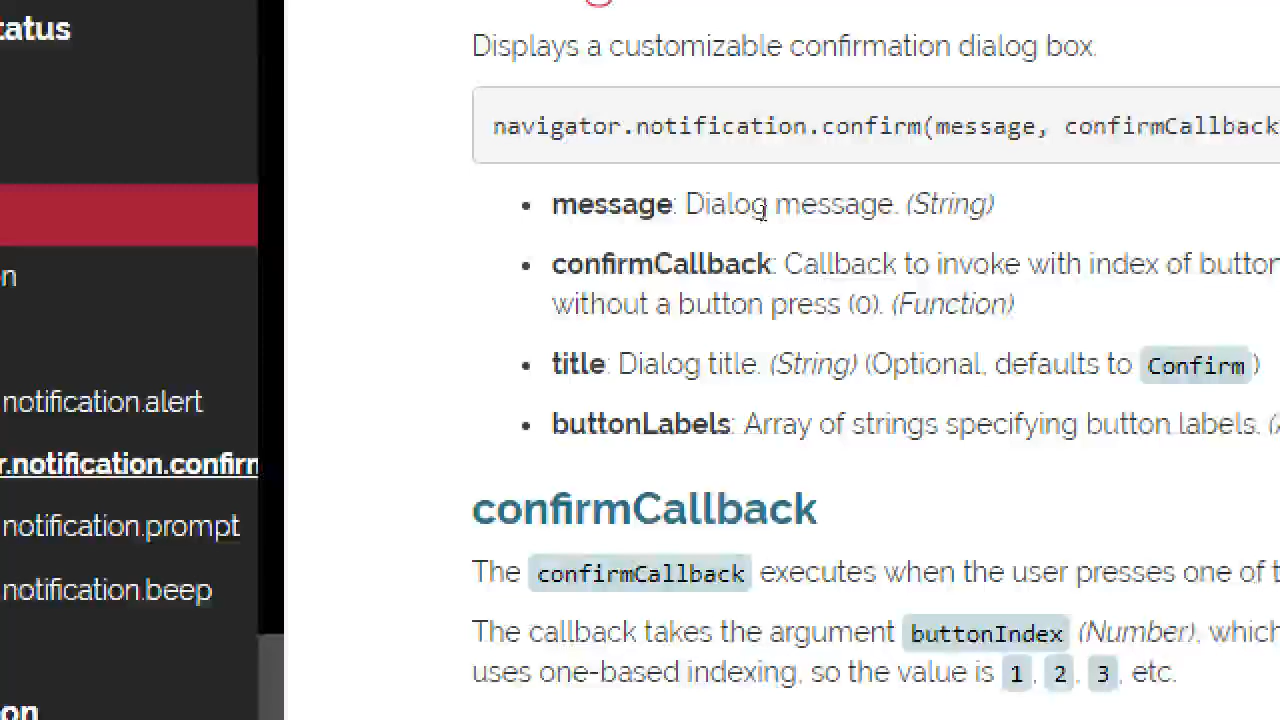 tatus
n
notification.alert
r.notification.confirm
notification.prompt
notification.beep
on
Displays a customizable confirmation dialog box.
navigator.notification.confirm(message, confirmCallback
message: Dialog message. (String)
confirmCallback: Callback to invoke with index of button
without a button press (0). (Function)
title: Dialog title. (String) (Optional, defaults to Confirm)
buttonLabels: Array of strings specifying button labels. (
confirmCallback
The confirmCallback executes when the user presses one of t
The callback takes the argument buttonIndex (Number), which
uses one-based indexing, so the value is 1, 2, 3, etc.